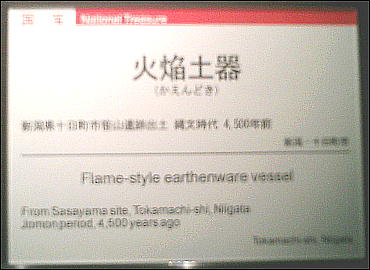 国宝 National Treasure
火焔土器
（かえんどき）
新潟県十日町市笹山遺跡出土 縄文時代 4,500年前
新潟・十日町市
Flame-style earthenware vessel
From Sasayama site, Tokamachi-shi, Niigata
Jomon period, 4,500 years ago
Tokamachi-shi, Niigata